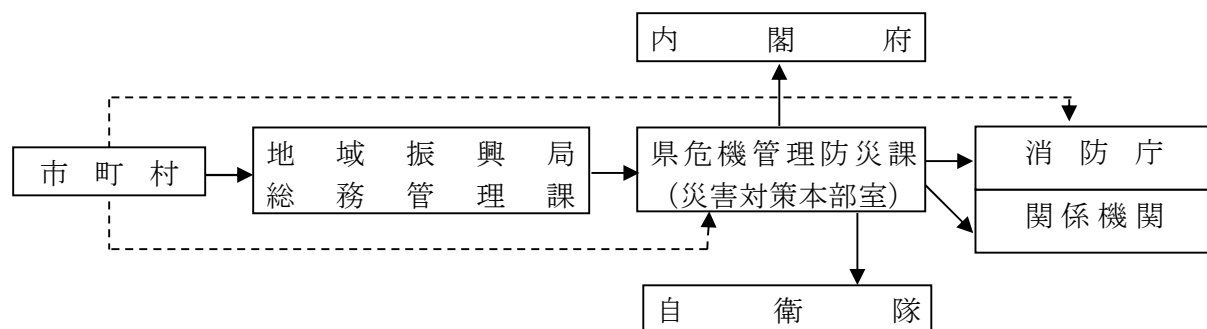 内閣府
市町村
地域振興局
総務管理課
県危機管理防災課
(災害対策本部室)
消防庁
関係機関
自衛隊